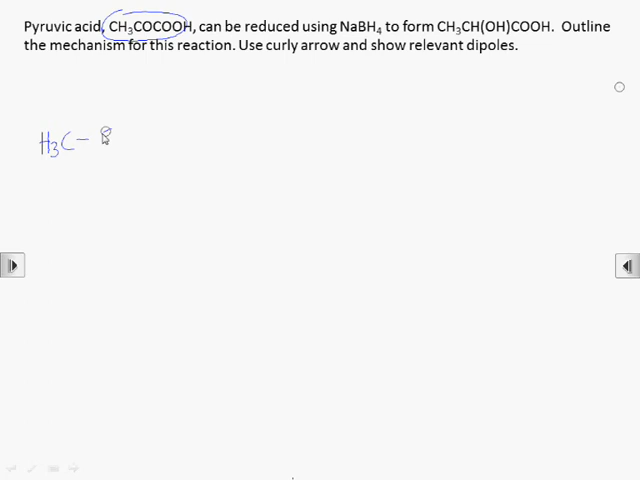 Pyruvic acid, CH₃COCOOH, can be reduced using NaBH₄ to form CH₃CH(OH)COOH. Outline
the mechanism for this reaction. Use curly arrow and show relevant dipoles.
H₃C –